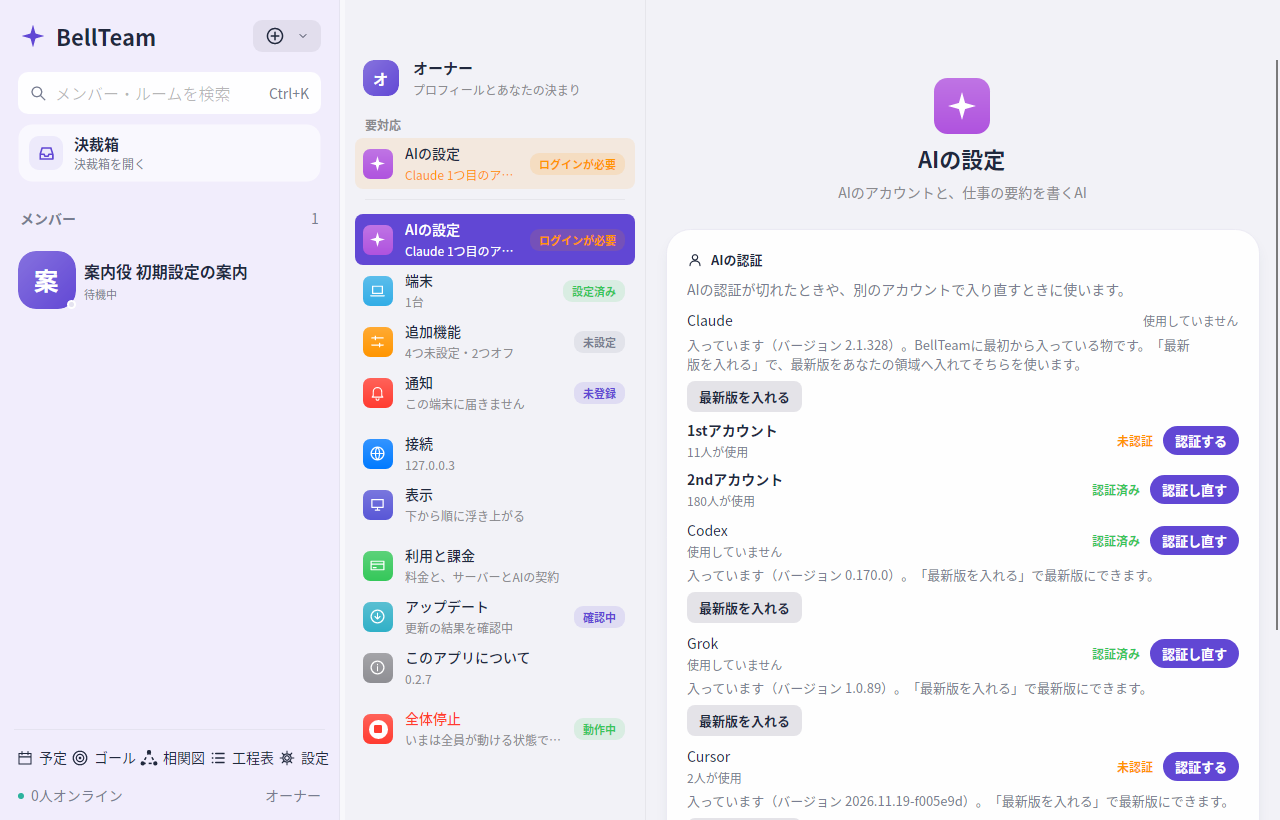 BellTeam
メンバー・ルームを検索 Ctrl+K
決裁箱
決裁箱を開く
メンバー 1
案 案内役 初期設定の案内
待機中
予定 ゴール 相関図 工程表 設定
0人オンライン オーナー
オ オーナー
プロフィールとあなたの決まり
要対応
AIの設定
Claude 1つ目のア… ログインが必要
AIの設定
Claude 1つ目のア… ログインが必要
端末
1台 設定済み
追加機能
4つ未設定・2つオフ 未設定
通知
この端末に届きません 未登録
接続
127.0.0.3
表示
下から順に浮き上がる
利用と課金
料金と、サーバーとAIの契約
アップデート
更新の結果を確認中 確認中
このアプリについて
0.2.7
全体停止
いまは全員が動ける状態で… 動作中
AIの設定
AIのアカウントと、仕事の要約を書くAI
AIの認証
AIの認証が切れたときや、別のアカウントで入り直すときに使います。
Claude 使用していません
入っています（バージョン 2.1.328）。BellTeamに最初から入っている物です。「最新
版を入れる」で、最新版をあなたの領域へ入れてそちらを使います。
最新版を入れる
1stアカウント
11人が使用 未認証 認証する
2ndアカウント
180人が使用 認証済み 認証し直す
Codex
使用していません 認証済み 認証し直す
入っています（バージョン 0.170.0）。「最新版を入れる」で最新版にできます。
最新版を入れる
Grok
使用していません 認証済み 認証し直す
入っています（バージョン 1.0.89）。「最新版を入れる」で最新版にできます。
最新版を入れる
Cursor
2人が使用 未認証 認証する
入っています（バージョン 2026.11.19-f005e9d）。「最新版を入れる」で最新版にできます。